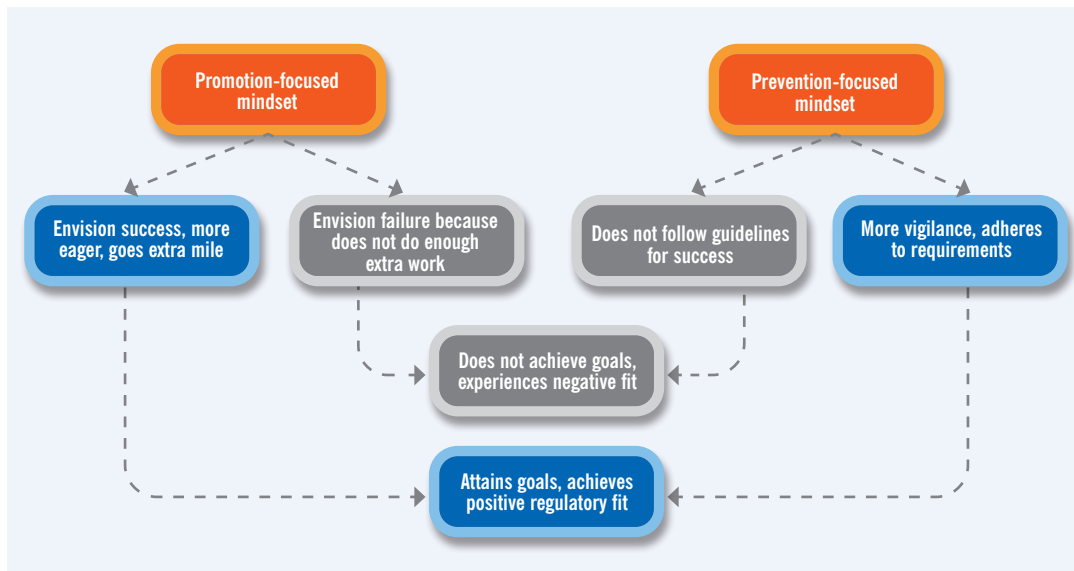 Promotion-focused
mindset
Prevention-focused
mindset
Envision success, more
eager, goes extra mile
Envision failure because
does not do enough
extra work
Does not follow guidelines
for success
More vigilance, adheres
to requirements
Does not achieve goals,
experiences negative fit
Attains goals, achieves
positive regulatory fit